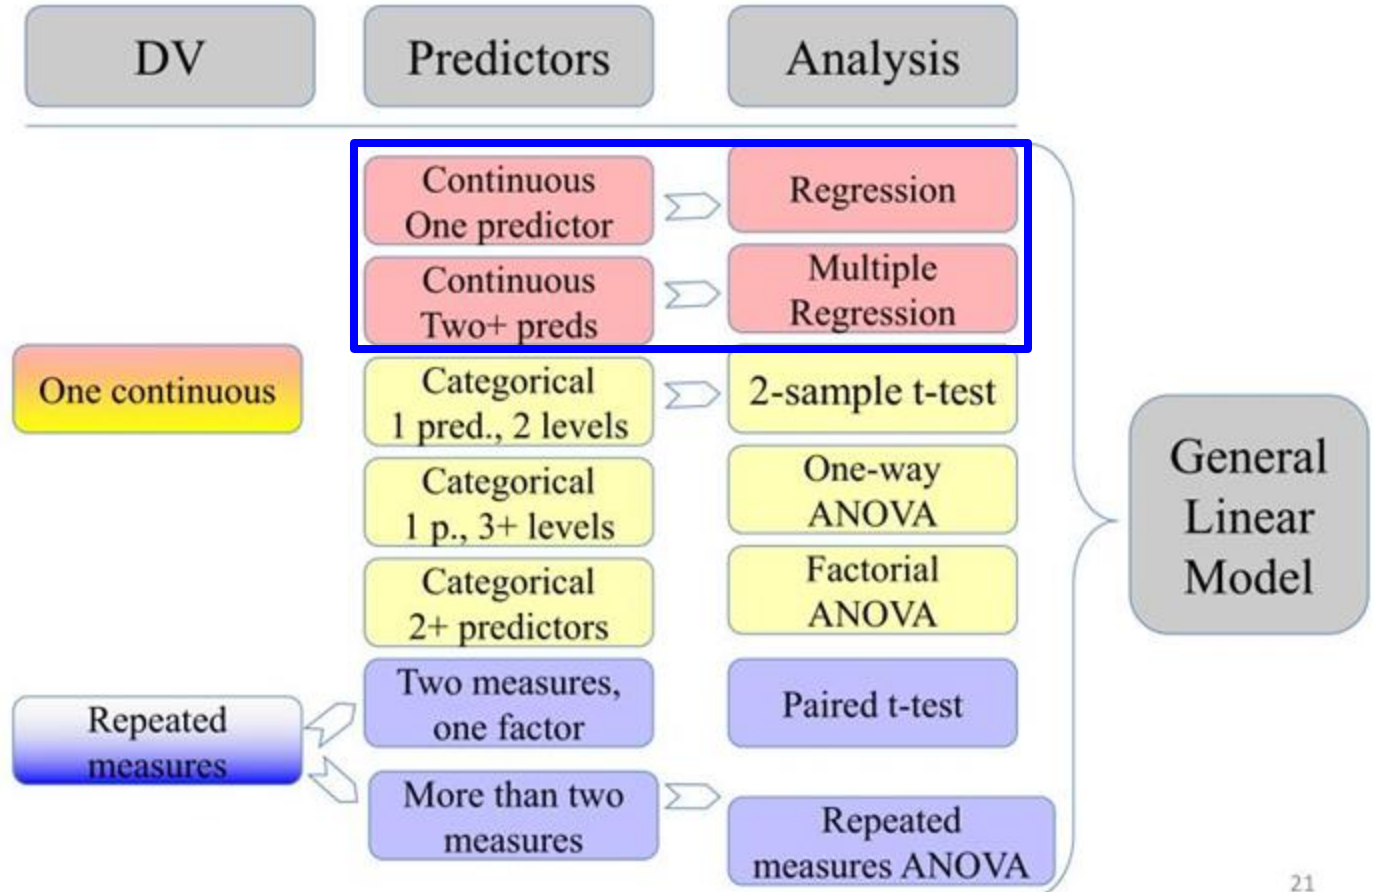 DV
Predictors
Analysis
Continuous
One predictor
Regression
Continuous
Two+ preds
Multiple
Regression
One continuous
Categorical
1 pred., 2 levels
2-sample t-test
Categorical
1 p., 3+ levels
One-way
ANOVA
Categorical
2+ predictors
Factorial
ANOVA
General
Linear
Model
Repeated
measures
Two measures,
one factor
Paired t-test
More than two
measures
Repeated
measures ANOVA
21